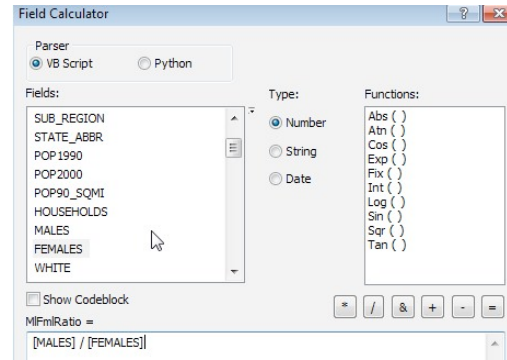 Field Calculator
Parser
VB Script Python
Fields: Type: Functions:
SUB_REGION
STATE_ABBR
POP1990
POP2000
POP90_SQMI
HOUSEHOLDS
MALES
FEMALES
WHITE
Number
String
Date
Abs ( )
Atn ( )
Cos ( )
Exp ( )
Fix ( )
Int ( )
Log ( )
Sin ( )
Sqr ( )
Tan ( )
Show Codeblock
* / & + - =
MlFmlRatio =
[MALES] / [FEMALES]